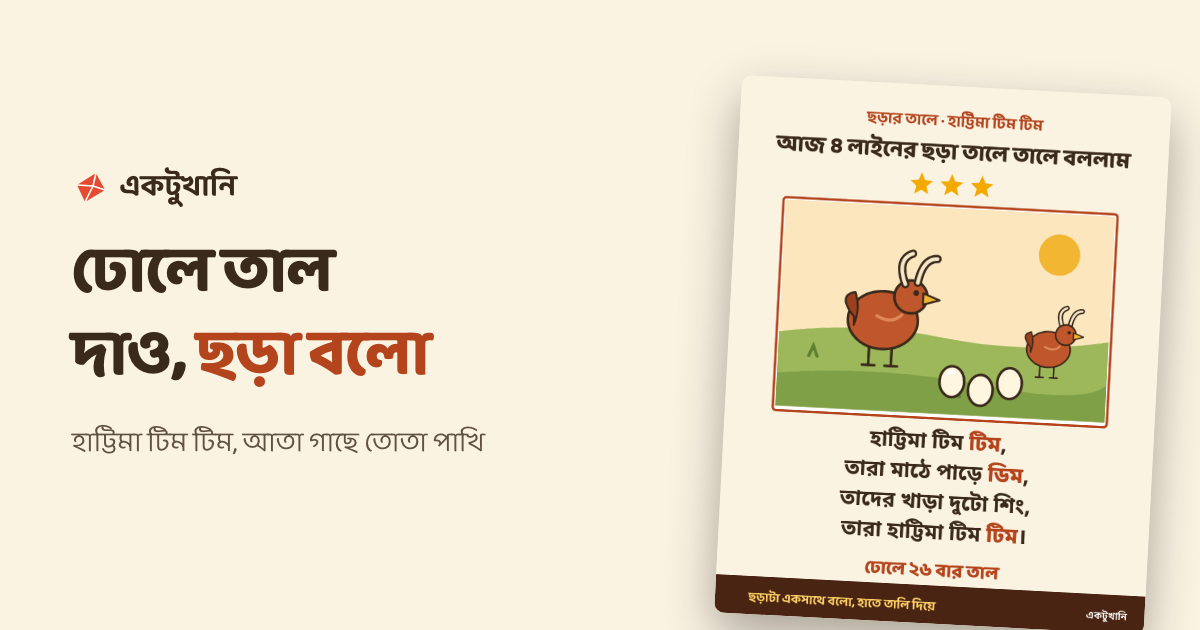 একটুখানি
ঢোলে তাল
দাও, ছড়া বলো
হাট্টিমা টিম টিম, আতা গাছে তোতা পাখি
ছড়ার তালে · হাট্টিমা টিম টিম
আজ ৪ লাইনের ছড়া তালে তালে বললাম
হাট্টিমা টিম টিম,
তারা মাঠে পাড়ে ডিম,
তাদের খাড়া দুটো শিং,
তারা হাট্টিমা টিম টিম।
ঢোলে ২৬ বার তাল
ছড়াটা একসাথে বলো, হাতে তালি দিয়ে
একটুখানি